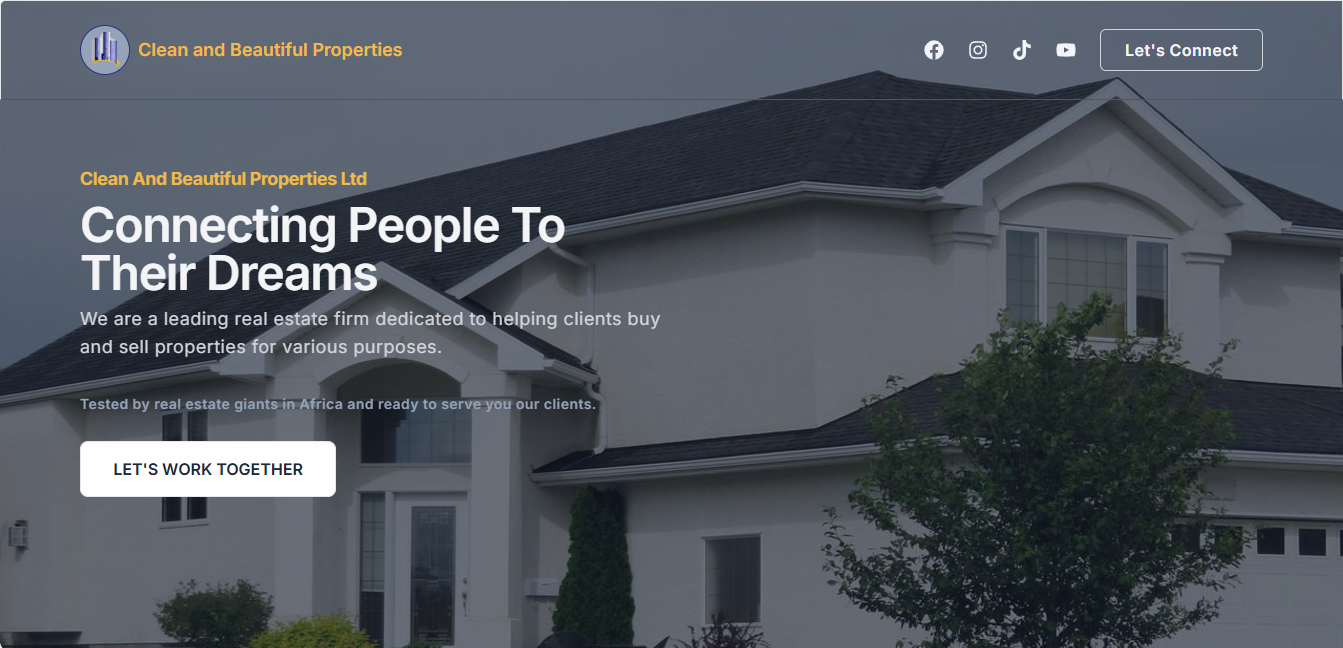 Clean and Beautiful Properties
Let's Connect
Clean And Beautiful Properties Ltd
Connecting People To
Their Dreams
We are a leading real estate firm dedicated to helping clients buy
and sell properties for various purposes.
Tested by real estate giants in Africa and ready to serve you our clients.
LET'S WORK TOGETHER